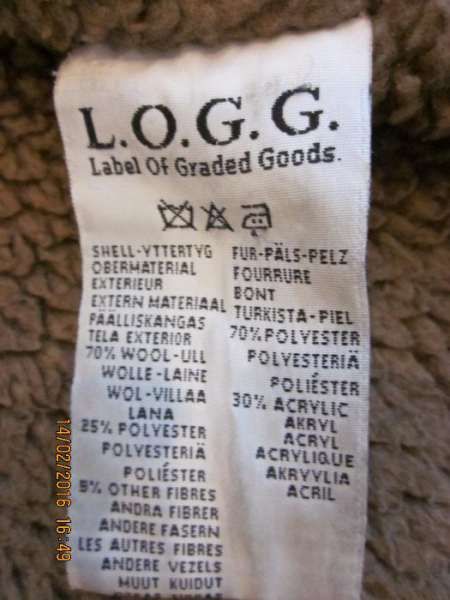 L.O.G.G.
Label Of Graded Goods.
SHELL-YTTERTYG
OBERMATERIAL
EXTERIEUR
EXTERN MATERIAAL
PÄÄLLISKANGAS
TELA EXTERIOR
70% WOOL-ULL
WOLLE-LAINE
WOL-VILLAA
LANA
25% POLYESTER
POLYESTERIÄ
POLIÉSTER
5% OTHER FIBRES
ANDRA FIBRER
ANDERE FASERN
LES AUTRES FIBRES
ANDERE VEZELS
MUUT KUIDUT
FUR-PÄLS-PELZ
FOURRURE
BONT
TURKISTA-PIEL
70% POLYESTER
POLYESTERIÄ
POLIÉSTER
30% ACRYLIC
AKRYL
ACRYL
ACRYLIQUE
AKRYYLIA
ACRIL
14/02/2016 16:49